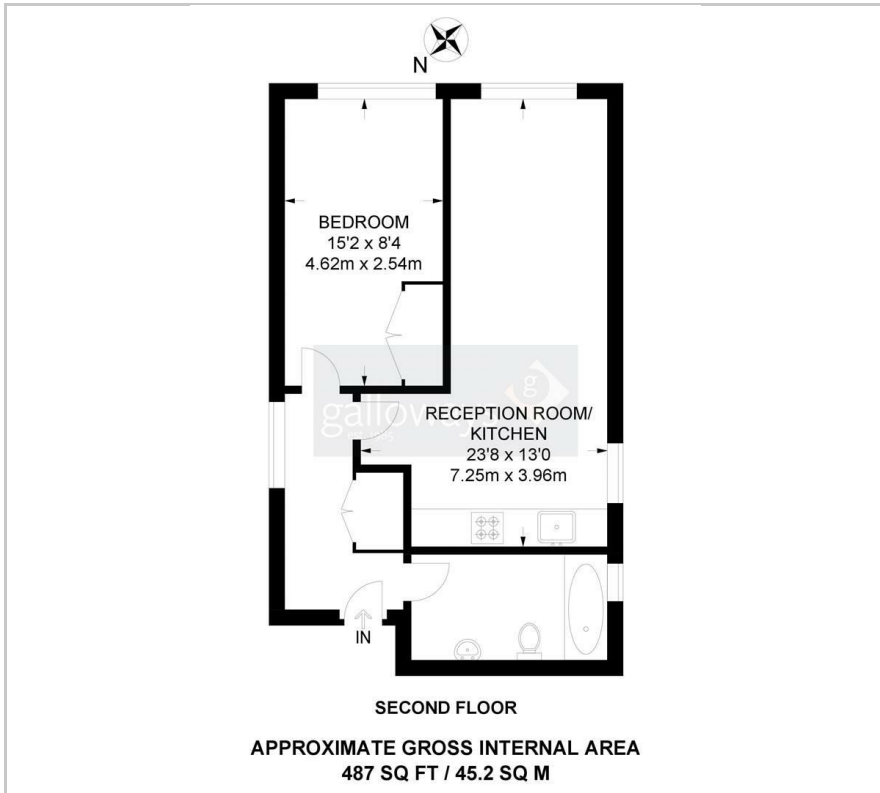 N
BEDROOM
15'2 x 8'4
4.62m x 2.54m
galloways
g
RECEPTION ROOM/
KITCHEN
23'8 x 13'0
7.25m x 3.96m
IN
SECOND FLOOR
APPROXIMATE GROSS INTERNAL AREA
487 SQ FT / 45.2 SQ M